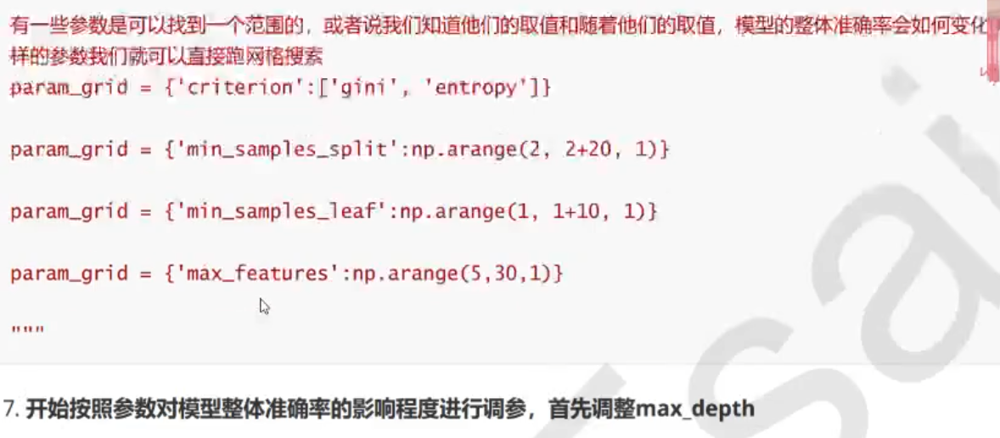 有一些参数是可以找到一个范围的，或者说我们知道他们的取值和随着他们的取值，模型的整体准确率会如何变化
样的参数我们就可以直接跑网格搜索
param_grid = {'criterion':['gini', 'entropy']}
param_grid = {'min_samples_split':np.arange(2, 2+20, 1)}
param_grid = {'min_samples_leaf':np.arange(1, 1+10, 1)}
param_grid = {'max_features':np.arange(5,30,1)}
"""
7. 开始按照参数对模型整体准确率的影响程度进行调参，首先调整max_depth